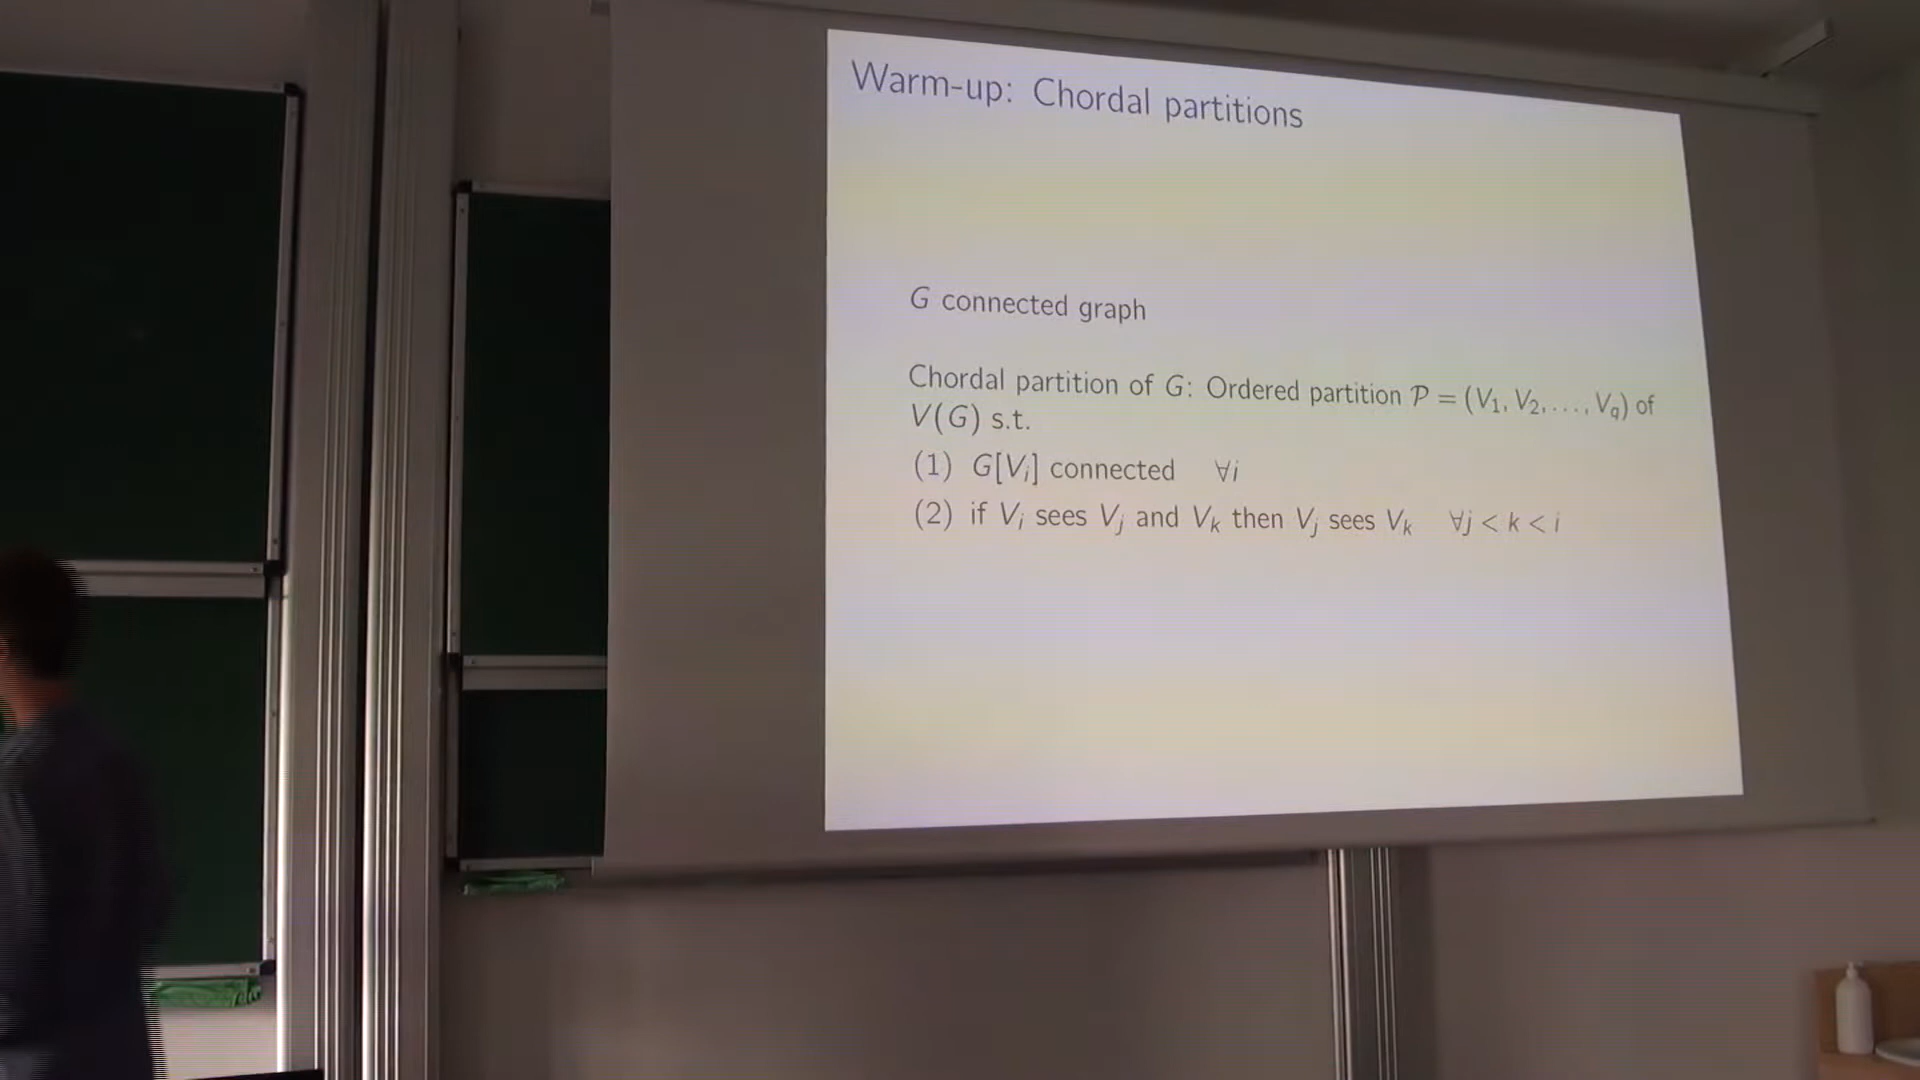 Warm-up: Chordal partitions
G connected graph
Chordal partition of G: Ordered partition 𝒫 = (V₁, V₂, ..., V_q) of
V(G) s.t.
(1) G[Vᵢ] connected ∀i
(2) if Vᵢ sees Vⱼ and Vₖ then Vⱼ sees Vₖ ∀j < k < i